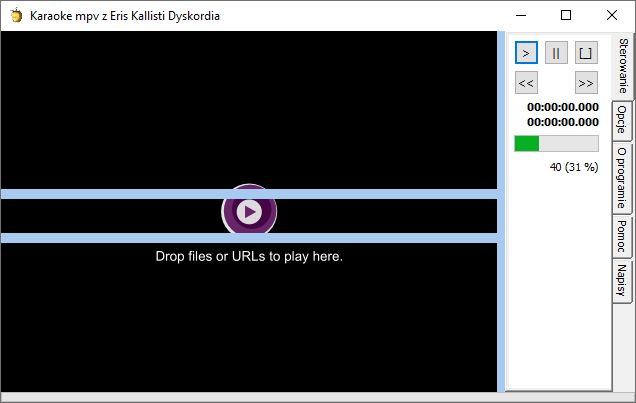 Karaoke mpv z Eris Kallisti Dyskordia
Drop files or URLs to play here.
> || [_]
<< >>
00:00:00.000
00:00:00.000
40 (31 %)
Sterowanie
Opcje
O programie
Pomoc
Napisy